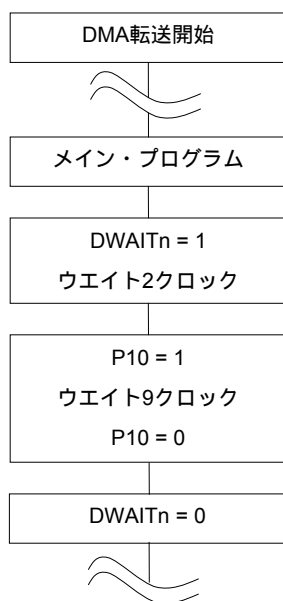 DMA転送開始
メイン・プログラム
DWAITn = 1
ウエイト2クロック
P10 = 1
ウエイト9クロック
P10 = 0
DWAITn = 0